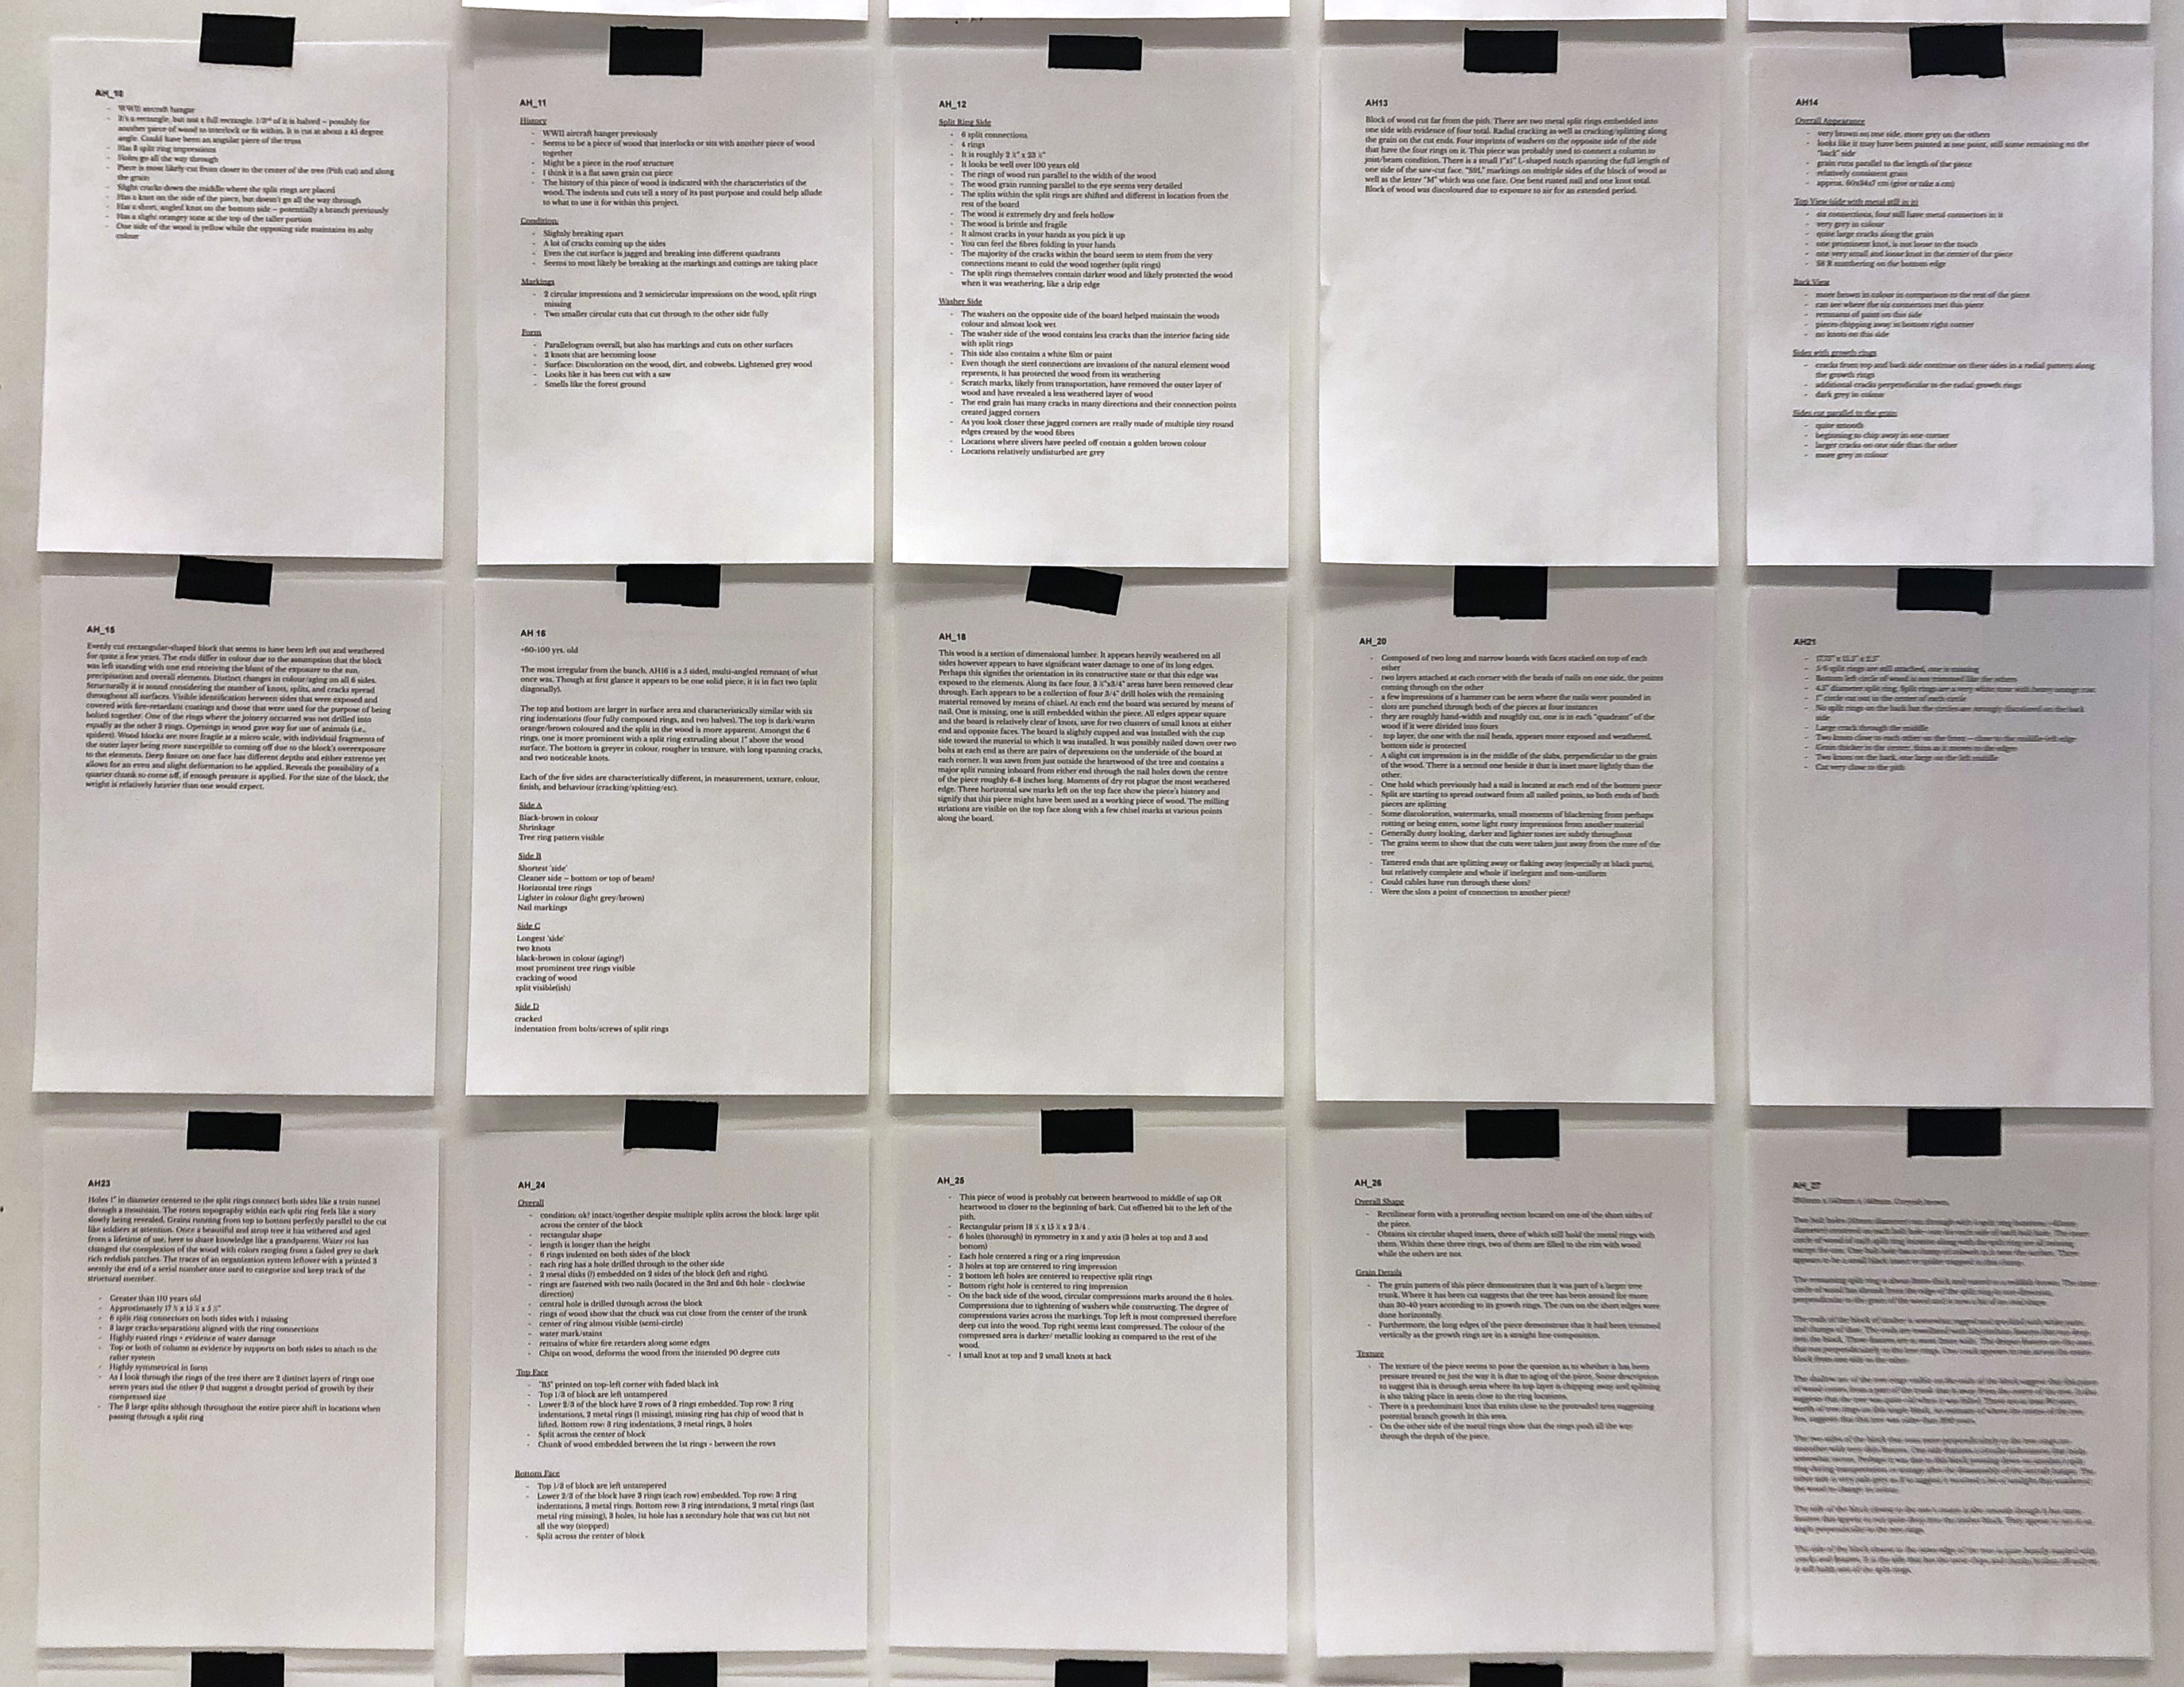 AH_10
- WWII aircraft hangar
- It's a rectangle, but not a full rectangle. 1/3rd of it is halved – possibly for
another piece of wood to interlock or fit within. It is cut at about a 45 degree
angle. Could have been an angular piece of the truss
- Has 8 split ring impressions
- Holes go all the way through
- Piece is most likely cut from closer to the center of the tree (Pith cut) and along
the grain
- Slight cracks down the middle where the split rings are placed
- Has a knot on the side of the piece, but doesn't go all the way through
- Has a short, angled knot on the bottom side – potentially a branch previously
- Has a slight orangey tone at the top of the taller portion
- One side of the wood is yellow while the opposing side maintains its ashy
colour
AH_11
History
- WWII aircraft hanger previously
- Seems to be a piece of wood that interlocks or sits with another piece of wood
together
- Might be a piece in the roof structure
- I think it is a flat sawn grain cut piece
- The history of this piece of wood is indicated with the characteristics of the
wood. The indents and cuts tell a story of its past purpose and could help allude
to what to use it for within this project.
Condition:
- Slightly breaking apart
- A lot of cracks coming up the sides
- Even the cut surface is jagged and breaking into different quadrants
- Seems to most likely be breaking at the markings and cuttings are taking place
Markings
- 2 circular impressions and 2 semicircular impressions on the wood, split rings
missing
- Two smaller circular cuts that cut through to the other side fully
Form
- Parallelogram overall, but also has markings and cuts on other surfaces
- 2 knots that are becoming loose
- Surface: Discoloration on the wood, dirt, and cobwebs. Lightened grey wood
- Looks like it has been cut with a saw
- Smells like the forest ground
AH_12
Split Ring Side
- 6 split connections
- 4 rings
- It is roughly 2 ¾" x 23 ¾"
- It looks be well over 100 years old
- The rings of wood run parallel to the width of the wood
- The wood grain running parallel to the eye seems very detailed
- The splits within the split rings are shifted and different in location from the
rest of the board
- The wood is extremely dry and feels hollow
- The wood is brittle and fragile
- It almost cracks in your hands as you pick it up
- You can feel the fibres folding in your hands
- The majority of the cracks within the board seem to stem from the very
connections meant to cold the wood together (split rings)
- The split rings themselves contain darker wood and likely protected the wood
when it was weathering, like a drip edge
Washer Side
- The washers on the opposite side of the board helped maintain the woods
colour and almost look wet
- The washer side of the wood contains less cracks than the interior facing side
with split rings
- This side also contains a white film or paint
- Even though the steel connections are invasions of the natural element wood
represents, it has protected the wood from its weathering
- Scratch marks, likely from transportation, have removed the outer layer of
wood and have revealed a less weathered layer of wood
- The end grain has many cracks in many directions and their connection points
created jagged corners
- As you look closer these jagged corners are really made of multiple tiny round
edges created by the wood fibres
- Locations where slivers have peeled off contain a golden brown colour
- Locations relatively undisturbed are grey
AH13
Block of wood cut far from the pith. There are two metal split rings embedded into
one side with evidence of four total. Radial cracking as well as cracking/splitting along
the grain on the cut ends. Four imprints of washers on the opposite side of the side
that have the four rings on it. This piece was probably used to connect a column to
joist/beam condition. There is a small 1"x1" L-shaped notch spanning the full length of
one side of the saw-cut face. "S8L" markings on multiple sides of the block of wood as
well as the letter "M" which was one face. One bent rusted nail and one knot total.
Block of wood was discoloured due to exposure to air for an extended period.
AH14
Overall Appearance
- very brown on one side, more grey on the others
- looks like it may have been painted at one point, still some remaining on the
"back" side
- grain runs parallel to the length of the piece
- relatively consistent grain
- approx. 60x34x7 cm (give or take a cm)
Top View (side with metal still in it)
- six connections, four still have metal connectors in it
- very grey in colour
- quite large cracks along the grain
- one prominent knot, is not loose to the touch
- one very small and loose knot in the center of the piece
- S8 R numbering on the bottom edge
Back View
- more brown in colour in comparison to the rest of the piece
- can see where the six connectors met this piece
- remnants of paint on this side
- pieces chipping away in bottom right corner
- no knots on this side
Sides with growth rings
- cracks from top and back side continue on these sides in a radial pattern along
the growth rings
- additional cracks perpendicular to the radial growth rings
- dark grey in colour
Sides cut parallel to the grain
- quite smooth
- beginning to chip away in one corner
- larger cracks on one side than the other
- more grey in colour
AH_15
Evenly cut rectangular-shaped block that seems to have been left out and weathered
for quite a few years. The ends differ in colour due to the assumption that the block
was left standing with one end receiving the blunt of the exposure to the sun,
precipitation and overall elements. Distinct changes in colour/aging on all 6 sides.
Structurally it is sound considering the number of knots, splits, and cracks spread
throughout all surfaces. Visible identification between sides that were exposed and
covered with fire-retardant coatings and those that were used for the purpose of being
bolted together. One of the rings where the joinery occurred was not drilled into
equally as the other 3 rings. Openings in wood gave way for use of animals (i.e.,
spiders). Wood blocks are more fragile at a micro scale, with individual fragments of
the outer layer being more susceptible to coming off due to the block's overexposure
to the elements. Deep fissure on one face has different depths and either extreme yet
allows for an even and slight deformation to be applied. Reveals the possibility of a
quarter chunk to come off, if enough pressure is applied. For the size of the block, the
weight is relatively heavier than one would expect.
AH 16
+60-100 yrs. old
The most irregular from the bunch, AH16 is a 5 sided, multi-angled remnant of what
once was. Though at first glance it appears to be one solid piece, it is in fact two (split
diagonally).
The top and bottom are larger in surface area and characteristically similar with six
ring indentations (four fully composed rings, and two halves). The top is dark/warm
orange/brown coloured and the split in the wood is more apparent. Amongst the 6
rings, one is more prominent with a split ring extruding about 1" above the wood
surface. The bottom is greyer in colour, rougher in texture, with long spanning cracks,
and two noticeable knots.
Each of the five sides are characteristically different, in measurement, texture, colour,
finish, and behaviour (cracking/splitting/etc).
Side A
Black-brown in colour
Shrinkage
Tree ring pattern visible
Side B
Shortest 'side'
Cleaner side – bottom or top of beam?
Horizontal tree rings
Lighter in colour (light grey/brown)
Nail markings
Side C
Longest 'side'
two knots
black-brown in colour (aging?)
most prominent tree rings visible
cracking of wood
split visible(ish)
Side D
cracked
indentation from bolts/screws of split rings
AH_18
This wood is a section of dimensional lumber. It appears heavily weathered on all
sides however appears to have significant water damage to one of its long edges.
Perhaps this signifies the orientation in its constructive state or that this edge was
exposed to the elements. Along its face four, 3 ¾"x3/4" areas have been removed clear
through. Each appears to be a collection of four 3/4" drill holes with the remaining
material removed by means of chisel. At each end the board was secured by means of
nail. One is missing, one is still embedded within the piece. All edges appear square
and the board is relatively clear of knots, save for two clusters of small knots at either
end and opposite faces. The board is slightly cupped and was installed with the cup
side toward the material to which it was installed. It was possibly nailed down over two
bolts at each end as there are pairs of depressions on the underside of the board at
each corner. It was sawn from just outside the heartwood of the tree and contains a
major split running inboard from either end through the nail holes down the centre
of the piece roughly 6-8 inches long. Moments of dry rot plague the most weathered
edge. Three horizontal saw marks left on the top face show the piece's history and
signify that this piece might have been used as a working piece of wood. The milling
striations are visible on the top face along with a few chisel marks at various points
along the board.
AH_20
- Composed of two long and narrow boards with faces stacked on top of each
other
- two layers attached at each corner with the heads of nails on one side, the points
coming through on the other
- a few impressions of a hammer can be seen where the nails were pounded in
- slots are punched through both of the pieces at four instances
- they are roughly hand-width and roughly cut, one is in each "quadrant" of the
wood if it were divided into fours
- top layer, the one with the nail heads, appears more exposed and weathered,
bottom side is protected
- A slight cut impression is in the middle of the slabs, perpendicular to the grain
of the wood. There is a second one beside it that is inset more lightly than the
other.
- One hold which previously had a nail is located at each end of the bottom piece
- Split are starting to spread outward from all nailed points, so both ends of both
pieces are splitting
- Some discoloration, watermarks, small moments of blackening from perhaps
rotting or being eaten, some light rusty impressions from another material
- Generally dusty looking, darker and lighter tones are subtly throughout
- The grains seem to show that the cuts were taken just away from the core of the
tree
- Tattered ends that are splitting away or flaking away (especially at black parts),
but relatively complete and whole if inelegant and non-uniform
- Could cables have run through these slots?
- Were the slots a point of connection to another piece?
AH21
- 5/6 split rings are still attached, one is missing
- Bottom left circle of wood is not trimmed like the others
- 1" circle cut out in the center of each circle
- No split rings on the back but the circles are strongly discoloured on the back
side
- Large crack through the middle
- Two knots close to each other on the front – close to the middle-left edge
- Grain thicker in the center, thins as it moves to the edges
- Two knots on the back, one large on the left middle
- Cut very close to the pith
AH23
Holes 1" in diameter centered to the split rings connect both sides like a train tunnel
through a mountain. The rotten topography within each split ring feels like a story
slowly being revealed. Grains running from top to bottom perfectly parallel to the cut
like soldiers at attention. Once a beautiful and strop tree it has withered and aged
from a lifetime of use, here to share knowledge like a grandparent. Water rot has
changed the complexion of the wood with colors ranging from a faded grey to dark
rich reddish patches. The traces of an organization system leftover with a printed 3
seemly the end of a serial number once used to categorize and keep track of the
structural member.
- Greater than 110 years old
- Approximately 17 ¾ x 15 ¾ x 5 ¾"
- 6 split ring connectors on both sides with 1 missing
- 8 large cracks/separations aligned with the ring connections
- Highly rusted rings - evidence of water damage
- Top or both of column as evidence by supports on both sides to attach to the
rafter system
- Highly symmetrical in form
- As I look through the rings of the tree there are 2 distinct layers of rings one
seven years and the other 9 that suggest a drought period of growth by their
compressed size
- The 8 large splits although throughout the entire piece shift in locations when
passing through a split ring
AH_24
Overall
- condition: ok? intact/together despite multiple splits across the block: large split
across the center of the block
- rectangular shape
- length is longer than the height
- 6 rings indented on both sides of the block
- each ring has a hole drilled through to the other side
- 2 metal disks (?) embedded on 2 sides of the block (left and right).
- rings are fastened with two nails (located in the 3rd and 6th hole - clockwise
direction)
- central hole is drilled through across the block
- rings of wood show that the chuck was cut close from the center of the trunk
- center of ring almost visible (semi-circle)
- water mark/stains
- remains of white fire retarders along some edges
- Chips on wood, deforms the wood from the intended 90 degree cuts
Top Face
- "B5" printed on top-left corner with faded black ink
- Top 1/3 of block are left untampered
- Lower 2/3 of the block have 2 rows of 3 rings embedded. Top row: 3 ring
indentations, 2 metal rings (1 missing), missing ring has chip of wood that is
lifted. Bottom row: 3 ring indentations, 3 metal rings, 3 holes
- Split across the center of block
- Chunk of wood embedded between the 1st rings - between the rows
Bottom Face
- Top 1/3 of block are left untampered
- Lower 2/3 of the block have 3 rings (each row) embedded. Top row: 3 ring
indentations, 3 metal rings. Bottom row: 3 ring intendations, 2 metal rings (last
metal ring missing), 3 holes, 1st hole has a secondary hole that was cut but not
all the way (stopped)
- Split across the center of block
AH_25
- This piece of wood is probably cut between heartwood to middle of sap OR
heartwood to closer to the beginning of bark. Cut offsetted bit to the left of the
pith.
- Rectangular prism 18 ¾ x 15 ¾ x 2 3/4 .
- 6 holes (thorough) in symmetry in x and y axis (3 holes at top and 3 and
bottom)
- Each hole centered a ring or a ring impression
- 3 holes at top are centered to ring impression
- 2 bottom left holes are centered to respective split rings
- Bottom right hole is centered to ring impression
- On the back side of the wood, circular compressions marks around the 6 holes.
Compressions due to tightening of washers while constructing. The degree of
compressions varies across the markings. Top left is most compressed therefore
deep cut into the wood. Top right seems least compressed. The colour of the
compressed area is darker/ metallic looking as compared to the rest of the
wood.
- 1 small knot at top and 2 small knots at back
AH_26
Overall Shape
- Rectilinear form with a protruding section located on one of the short sides of
the piece.
- Obtains six circular shaped insets, three of which still hold the metal rings with
them. Within these three rings, two of them are filled to the rim with wood
while the others are not.
Grain Details
- The grain pattern of this piece demonstrates that it was part of a larger tree
trunk. Where it has been cut suggests that the tree has been around for more
than 30-40 years according to its growth rings. The cuts on the short edges were
done horizontally.
- Furthermore, the long edges of the piece demonstrate that it had been trimmed
vertically as the growth rings are in a straight line composition.
Texture
- The texture of the piece seems to pose the question as to whether it has been
pressure treated or just the way it is due to aging of the piece. Some description
to suggest this is through areas where its top layer is chipping away and splitting
is also taking place in areas close to the ring locations.
- There is a predominant knot that exists close to the protruded area suggesting
potential branch growth in this area.
- On the other side of the metal rings show that the rings push all the way
through the depth of the piece.
AH_27